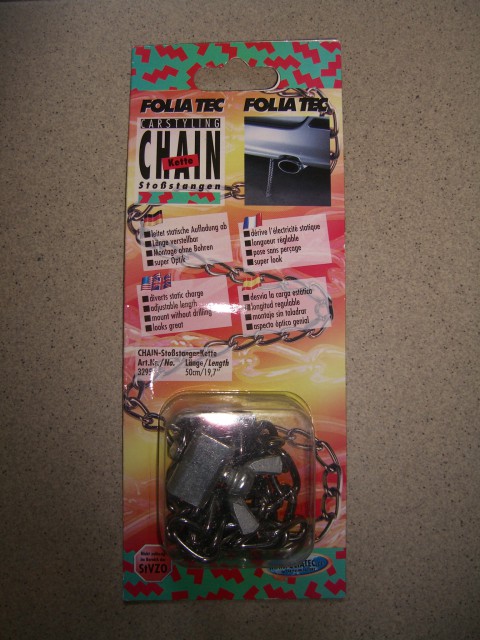 FOLIA TEC
FOLIA TEC
CARSTYLING
CHAIN
Kette
Stoßstangen
leitet statische Aufladung ab
Länge verstellbar
Montage ohne Bohren
super Optik
dérive l'électricité statique
longueur réglable
pose sans perçage
super look
diverts static charge
adjustable length
mount without drilling
looks great
desvia la carga estática
longitud regulable
montaje sin taladrar
aspecto óptico genial
CHAIN-Stoßstangen-Kette
Art.Nr./No. Länge/Length
50cm/19,7"
StVZO